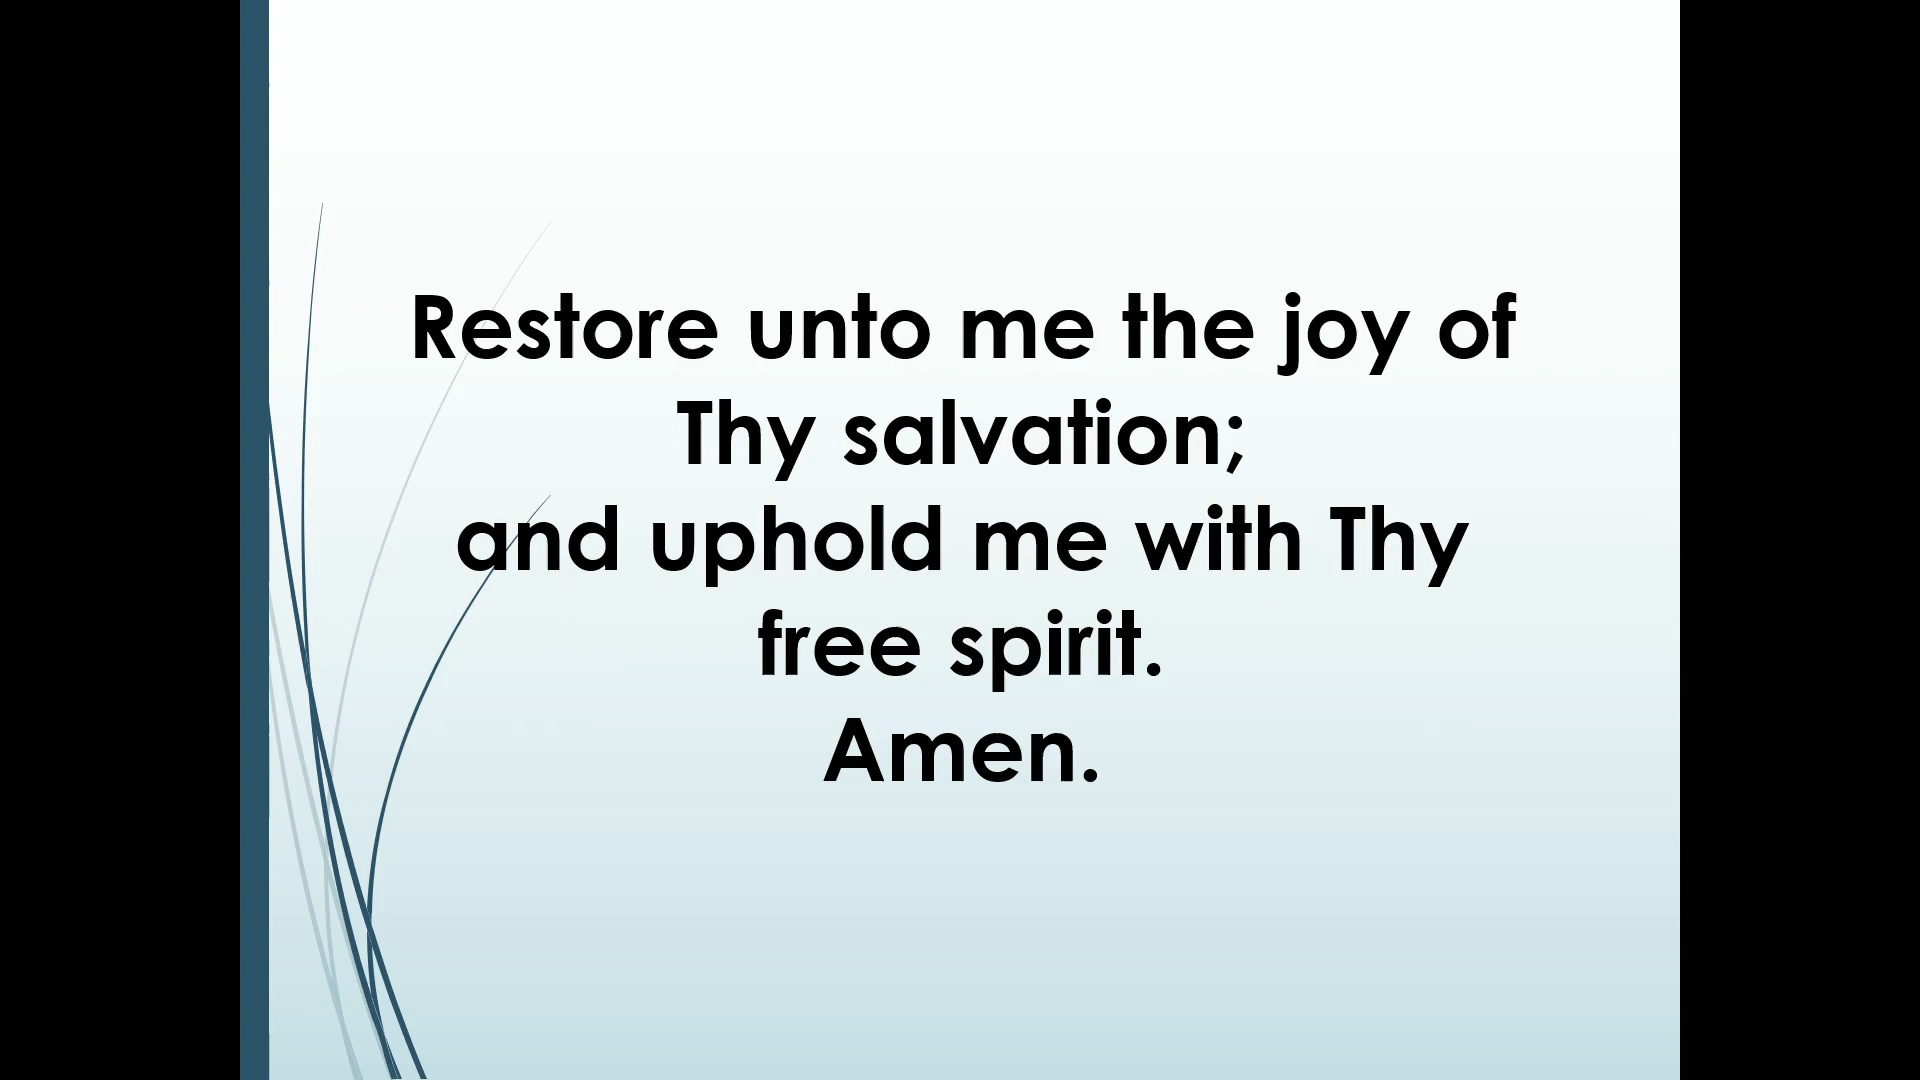 Restore unto me the joy of
Thy salvation;
and uphold me with Thy
free spirit.
Amen.